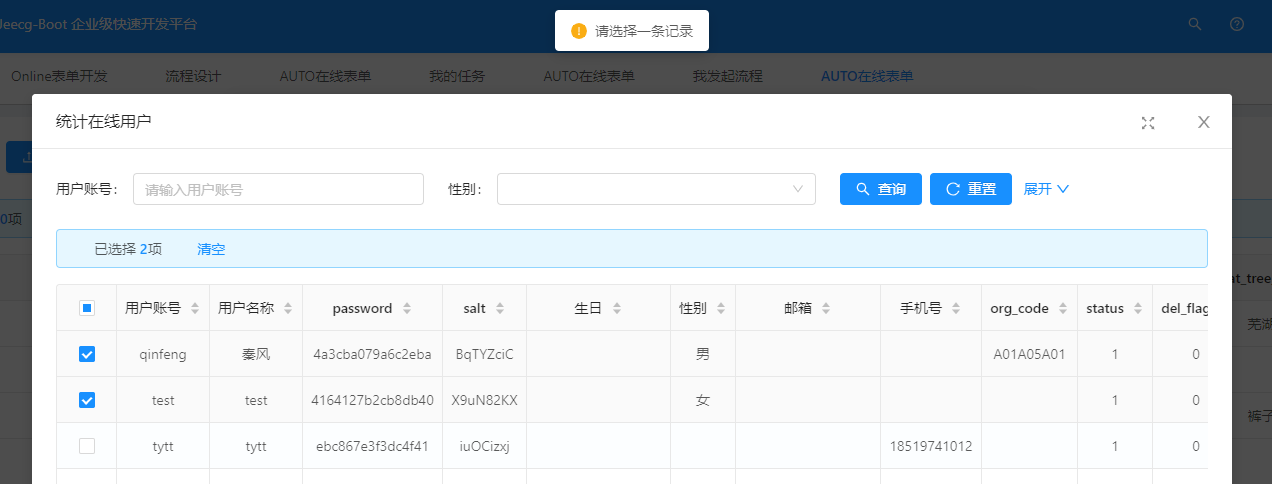 Jeecg-Boot 企业级快速开发平台
请选择一条记录
Online表单开发 流程设计 AUTO在线表单 我的任务 AUTO在线表单 我发起流程 AUTO在线表单
统计在线用户
用户账号: 请输入用户账号 性别: 查询 重置 展开
0项
已选择 2项 清空
用户账号 用户名称 password salt 生日 性别 邮箱 手机号 org_code status del_flag
at_tree
qinfeng 秦风 4a3cba079a6c2eba BqTYZciC 男 A01A05A01 1 0
芜湖
test test 4164127b2cb8db40 X9uN82KX 女 1 0
裤子
tytt tytt ebc867e3f3dc4f41 iuOCizxj 18519741012 1 0